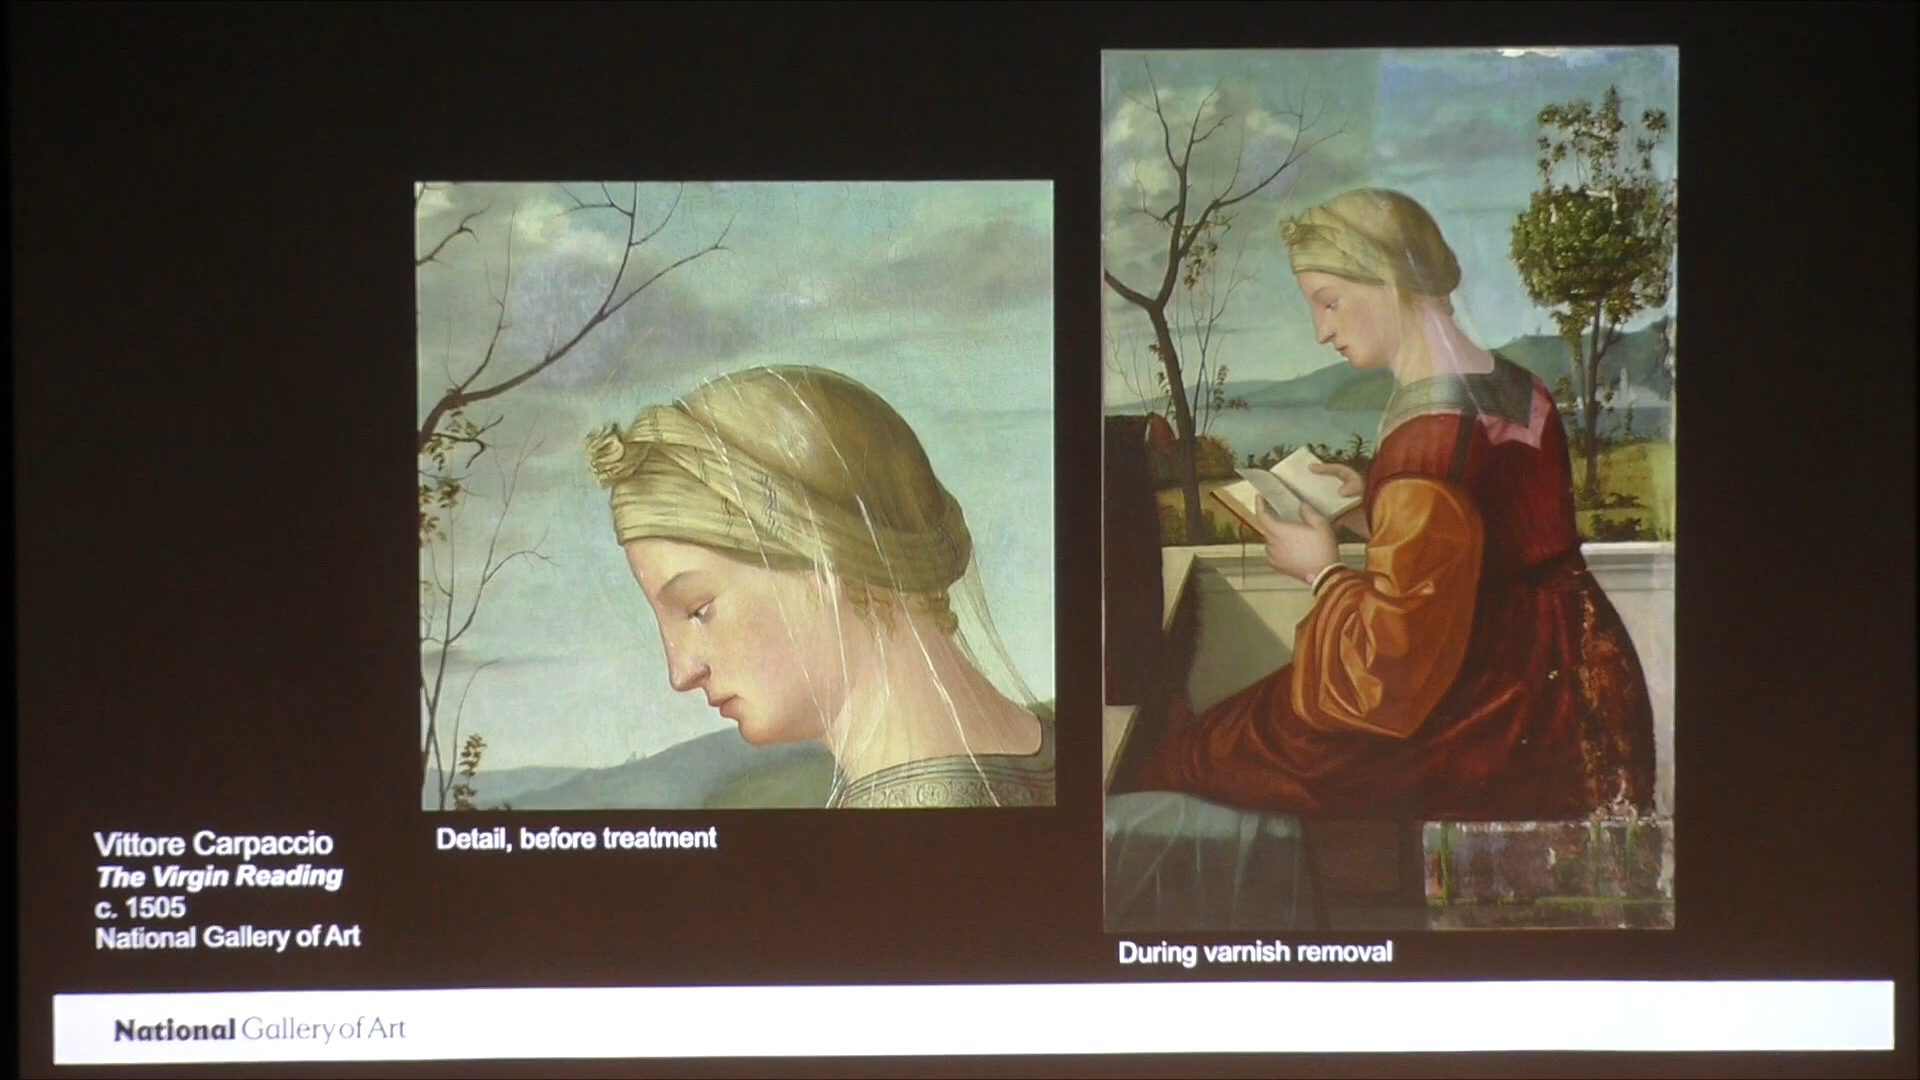 Vittore Carpaccio
The Virgin Reading
c. 1505
National Gallery of Art
Detail, before treatment
During varnish removal
National Gallery of Art